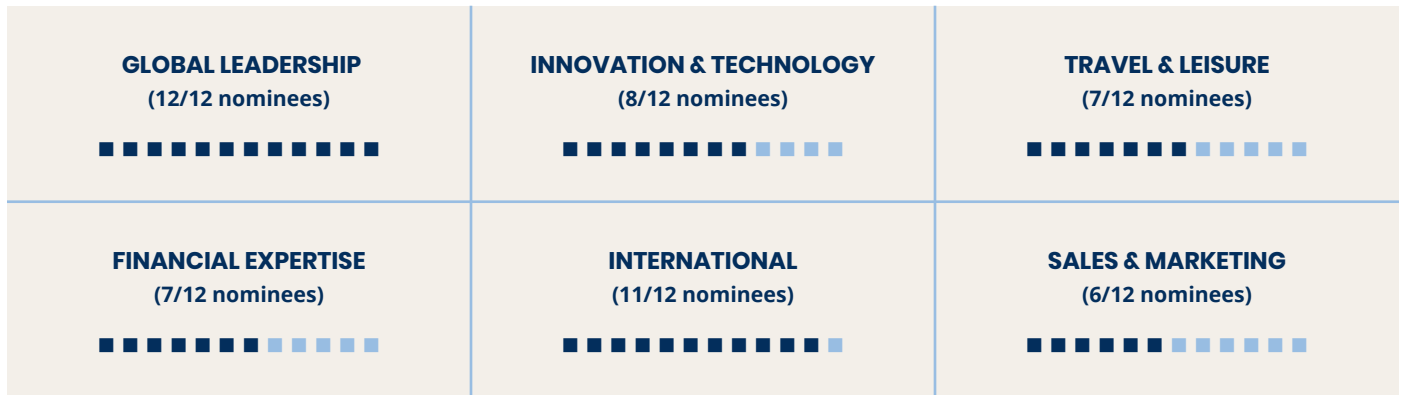 GLOBAL LEADERSHIP
(12/12 nominees)
INNOVATION & TECHNOLOGY
(8/12 nominees)
TRAVEL & LEISURE
(7/12 nominees)
FINANCIAL EXPERTISE
(7/12 nominees)
INTERNATIONAL
(11/12 nominees)
SALES & MARKETING
(6/12 nominees)